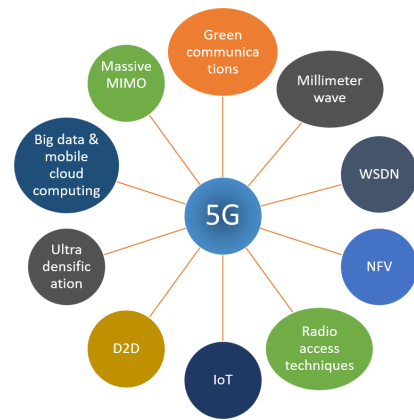 Green
communica
tions
Massive
MIMO
Millimeter
wave
Big data &
mobile
cloud
computing
WSDN
5G
Ultra
densific
ation
NFV
D2D
Radio
access
techniques
IoT